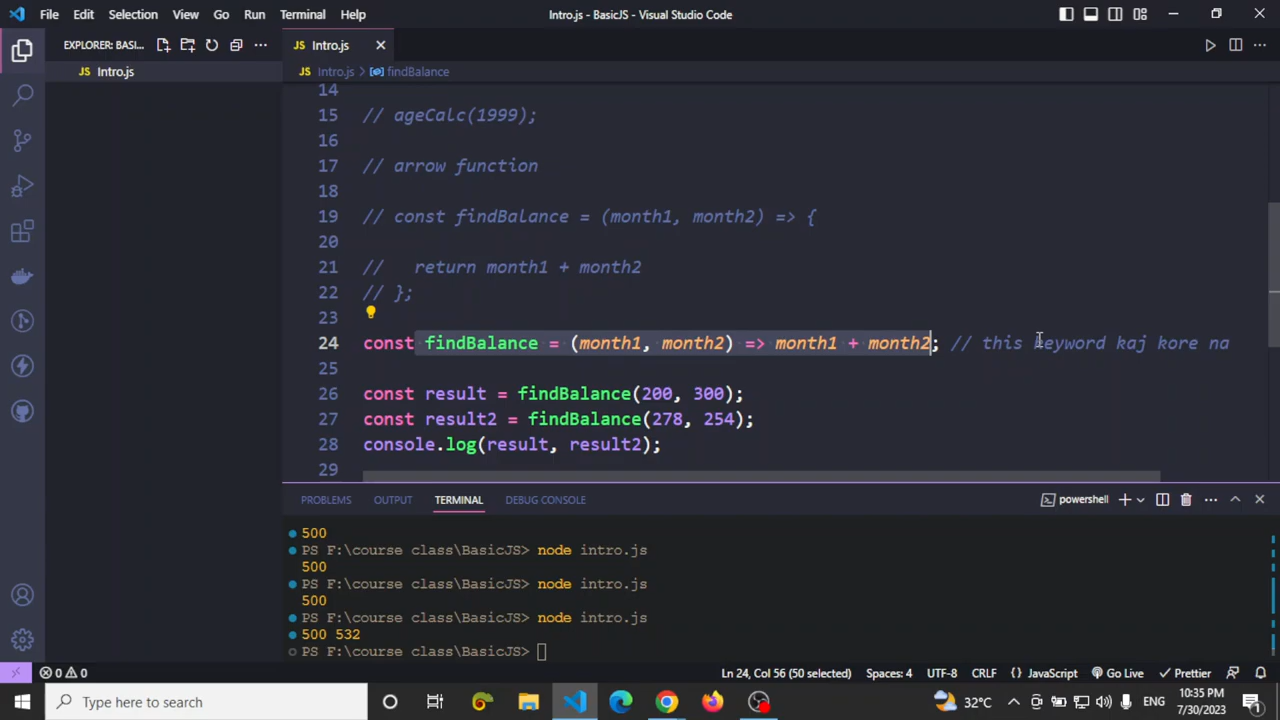 File Edit Selection View Go Run Terminal Help
Intro.js - BasicJS - Visual Studio Code
EXPLORER: BASI...
JS Intro.js
JS Intro.js
JS Intro.js > findBalance
14
15 // ageCalc(1999);
16
17 // arrow function
18
19 // const findBalance = (month1, month2) => {
20
21 //   return month1 + month2
22 // };
23
24 const findBalance = (month1, month2) => month1 + month2; // this keyword kaj kore na
25
26 const result = findBalance(200, 300);
27 const result2 = findBalance(278, 254);
28 console.log(result, result2);
29
PROBLEMS OUTPUT TERMINAL DEBUG CONSOLE
powershell
500
PS F:\course class\BasicJS> node intro.js
500
PS F:\course class\BasicJS> node intro.js
500
PS F:\course class\BasicJS> node intro.js
500 532
PS F:\course class\BasicJS>
0 0 Ln 24, Col 56 (50 selected) Spaces: 4 UTF-8 CRLF {} JavaScript Go Live Prettier
Type here to search
32°C ENG
10:35 PM
7/30/2023
1